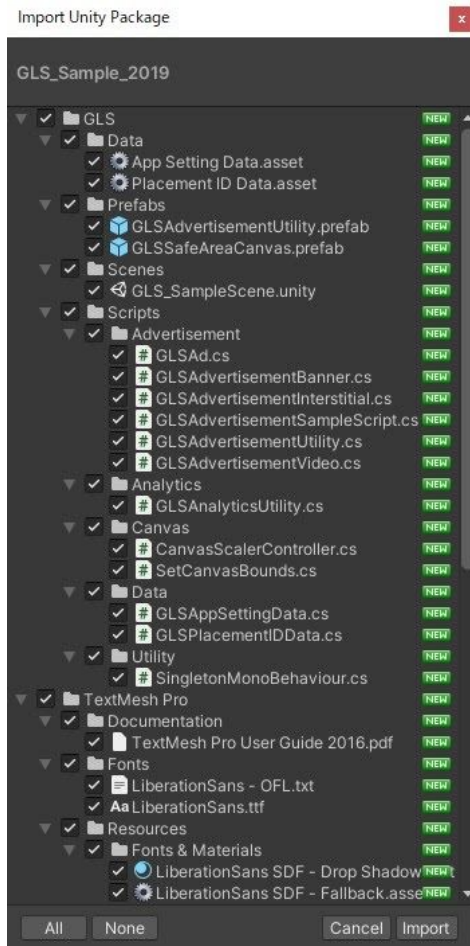 Import Unity Package
x
GLS_Sample_2019
GLS NEW
Data NEW
App Setting Data.asset NEW
Placement ID Data.asset NEW
Prefabs NEW
GLSAdvertisementUtility.prefab NEW
GLSSafeAreaCanvas.prefab NEW
Scenes NEW
GLS_SampleScene.unity NEW
Scripts NEW
Advertisement NEW
# GLSAd.cs NEW
# GLSAdvertisementBanner.cs NEW
# GLSAdvertisementInterstitial.cs NEW
# GLSAdvertisementSampleScript.cs NEW
# GLSAdvertisementUtility.cs NEW
# GLSAdvertisementVideo.cs NEW
Analytics NEW
# GLSAnalyticsUtility.cs NEW
Canvas NEW
# CanvasScalerController.cs NEW
# SetCanvasBounds.cs NEW
Data NEW
# GLSAppSettingData.cs NEW
# GLSPlacementIDData.cs NEW
Utility NEW
# SingletonMonoBehaviour.cs NEW
TextMesh Pro NEW
Documentation NEW
TextMesh Pro User Guide 2016.pdf NEW
Fonts NEW
LiberationSans - OFL.txt NEW
Aa LiberationSans.ttf NEW
Resources NEW
Fonts & Materials NEW
LiberationSans SDF - Drop Shadow NEW
LiberationSans SDF - Fallback.asse NEW
All None Cancel Import